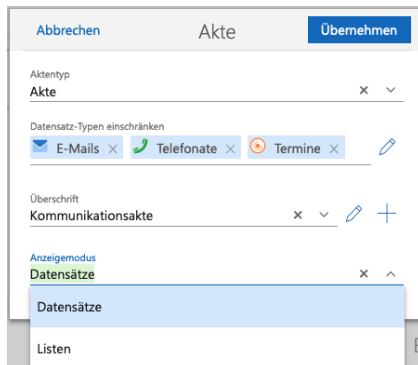 Abbrechen Akte Übernehmen
Aktentyp
Akte
Datensatz-Typen einschränken
E-Mails Telefonate Termine
Überschrift
Kommunikationsakte
Anzeigemodus
Datensätze
Datensätze
Listen